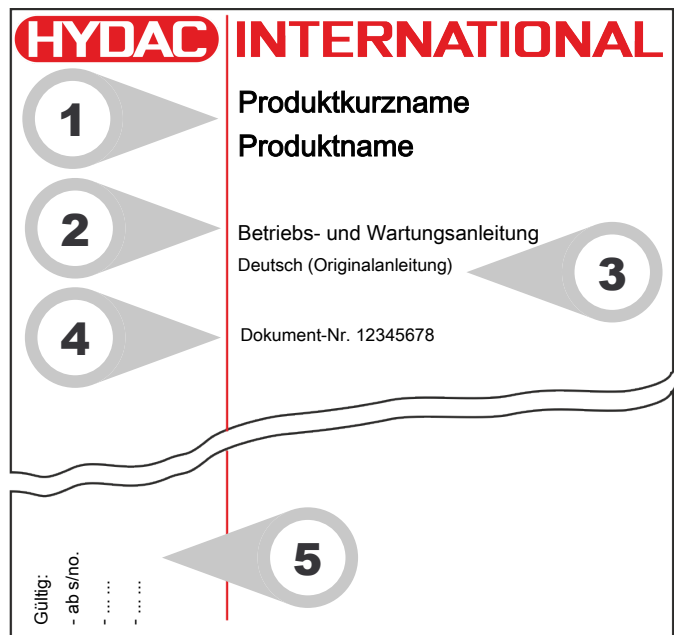 HYDAC INTERNATIONAL
1
Produktkurzname
Produktname
2
Betriebs- und Wartungsanleitung
Deutsch (Originalanleitung)
3
4
Dokument-Nr. 12345678
5
Gültig:
- ab s/no.
- ... ...
- ... ...